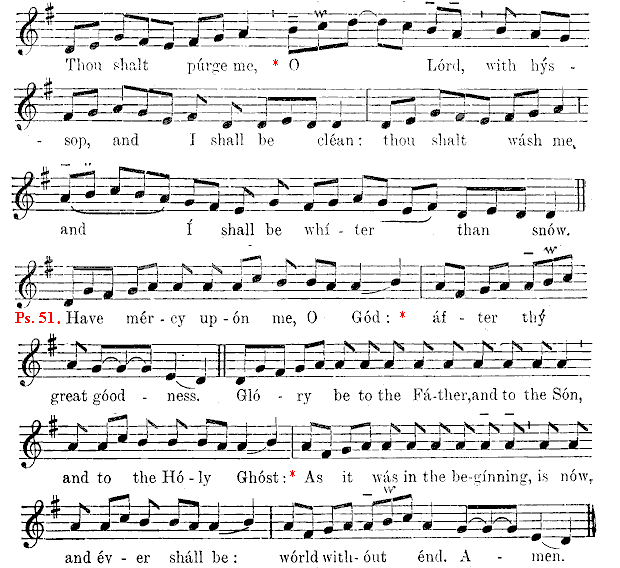 Thou shalt púrge me, * O Lórd, with hýs -
- sop, and I shall be cléan: thou shalt wásh me,
and Í shall be whí - ter than snów.
Ps. 51. Have mér - cy up - ón me, O Gód: * áf - ter thý
great góod - ness. Gló - ry be to the Fá-ther, and to the Són,
and to the Hó - ly Ghóst: * As it wás in the be-gínning, is nów,
and év - er sháll be: wórld with-óut énd. A - men.